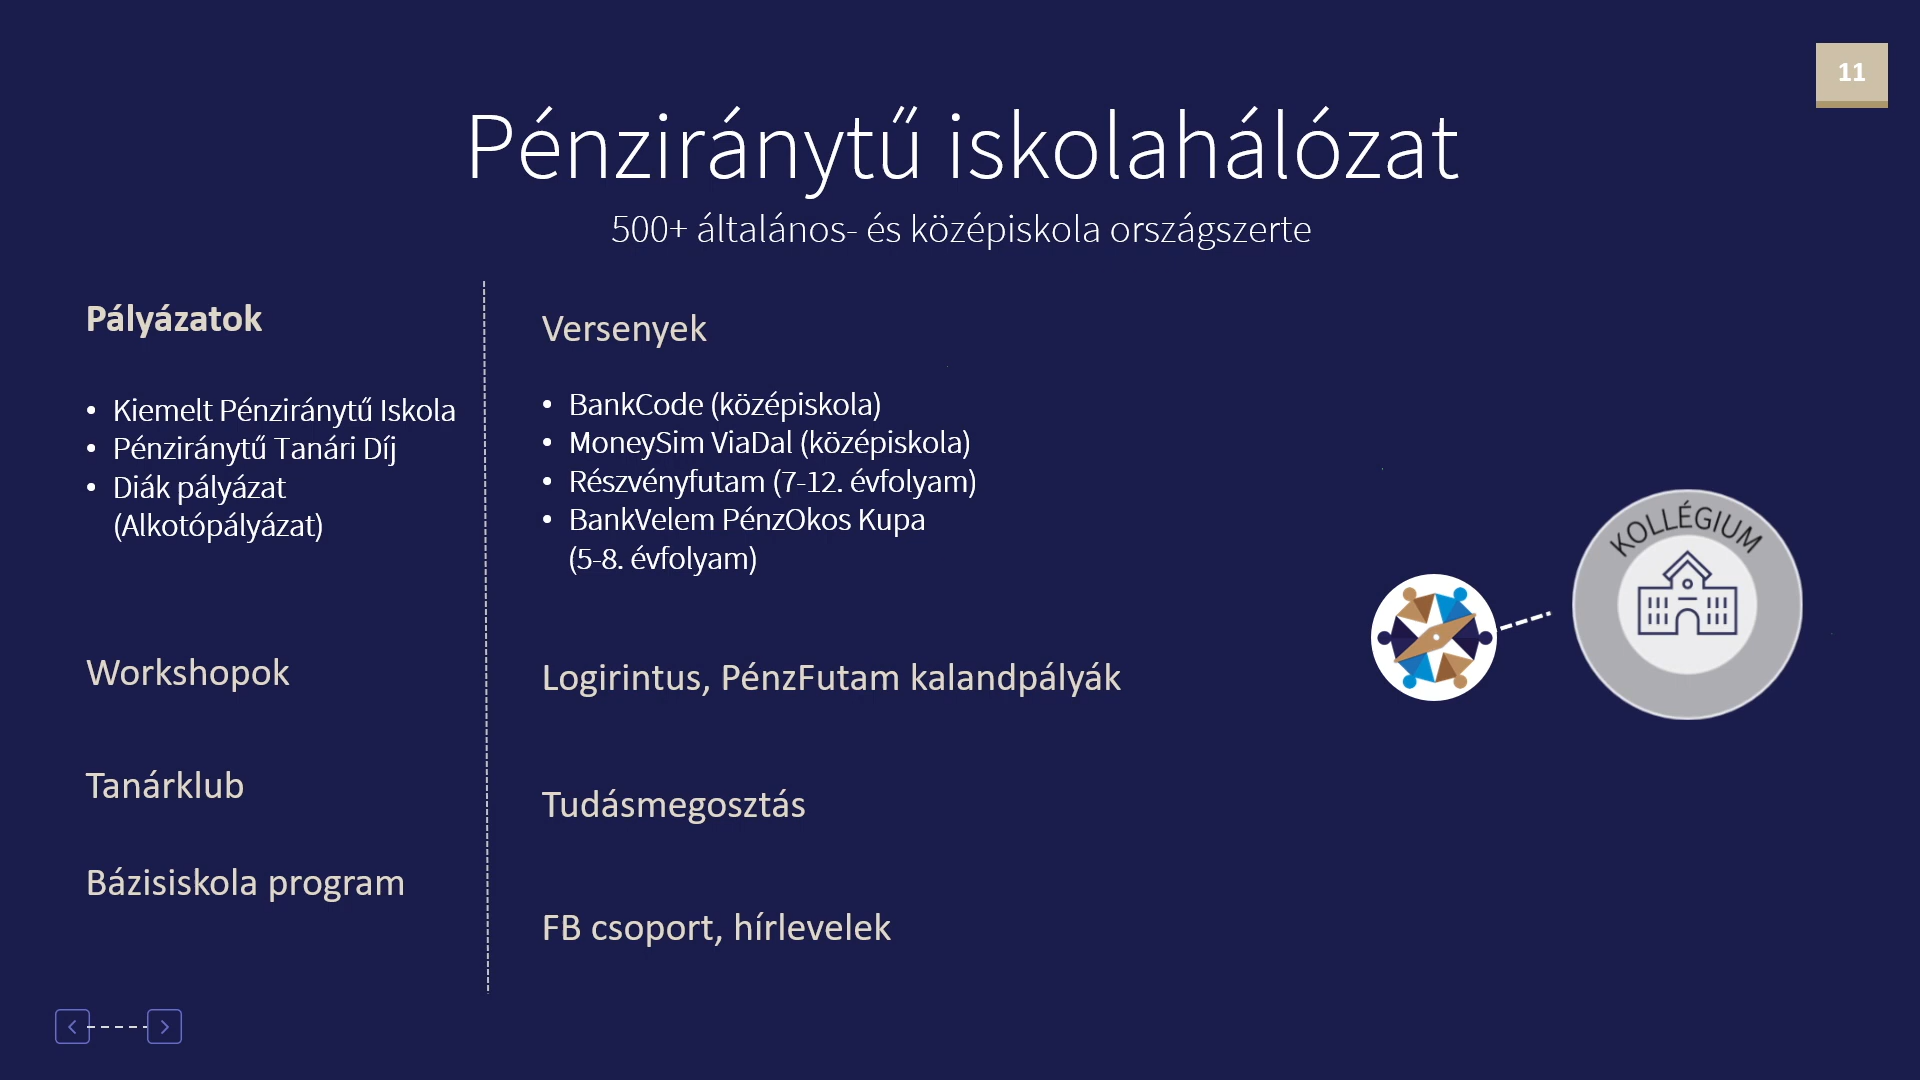 11
Pénziránytű iskolahálózat
500+ általános- és középiskola országszerte
Pályázatok
• Kiemelt Pénziránytű Iskola
• Pénziránytű Tanári Díj
• Diák pályázat
(Alkotópályázat)
Workshopok
Tanárklub
Bázisiskola program
Versenyek
• BankCode (középiskola)
• MoneySim ViaDal (középiskola)
• Részvényfutam (7-12. évfolyam)
• BankVelem PénzOkos Kupa
(5-8. évfolyam)
Logirintus, PénzFutam kalandpályák
Tudásmegosztás
FB csoport, hírlevelek
KOLLÉGIUM